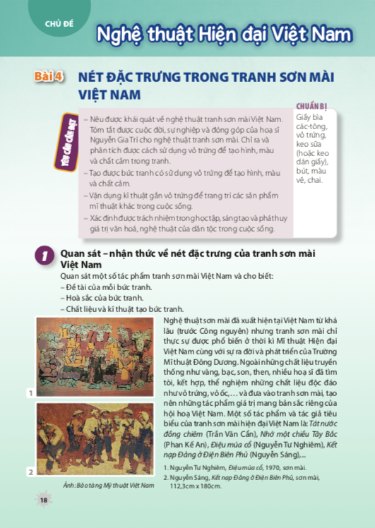 CHỦ ĐỀ
Nghệ thuật Hiện đại Việt Nam
Bài 4
NÉT ĐẶC TRƯNG TRONG TRANH SƠN MÀI
VIỆT NAM
YÊU CẦU CẦN ĐẠT
– Nêu được khái quát về nghệ thuật tranh sơn mài Việt Nam.
Tóm tắt được cuộc đời, sự nghiệp và đóng góp của hoạ sĩ
Nguyễn Gia Trí cho nghệ thuật tranh sơn mài. Chỉ ra và
phân tích được cách sử dụng vỏ trứng để tạo hình, màu
và chất cảm trong tranh.
– Tạo được bức tranh có sử dụng vỏ trứng để tạo hình, màu
và chất cảm.
– Vận dụng kĩ thuật gắn vỏ trứng để trang trí các sản phẩm
mĩ thuật khác trong cuộc sống.
– Xác định được trách nhiệm trong học tập, sáng tạo và phát huy
giá trị văn hoá, nghệ thuật của dân tộc trong cuộc sống.
CHUẨN BỊ
Giấy bìa
các-tông,
vỏ trứng,
keo sữa
(hoặc keo
dán giấy),
bút, màu
vẽ, chai.
1
Quan sát – nhận thức về nét đặc trưng của tranh sơn mài
Việt Nam
Quan sát một số tác phẩm tranh sơn mài Việt Nam và cho biết:
– Đề tài của mỗi bức tranh.
– Hoà sắc của bức tranh.
– Chất liệu và kĩ thuật tạo bức tranh.
1
2
Ảnh: Bảo tàng Mỹ thuật Việt Nam
Nghệ thuật sơn mài đã xuất hiện tại Việt Nam từ khá
lâu (trước Công nguyên) nhưng tranh sơn mài chỉ
thực sự được phổ biến ở thời kì Mĩ thuật Hiện đại
Việt Nam cùng với sự ra đời và phát triển của Trường
Mĩ thuật Đông Dương. Ngoài những chất liệu truyền
thống như vàng, bạc, son, then, nhiều hoạ sĩ đã tìm
tòi, kết hợp, thể nghiệm những chất liệu độc đáo
như vỏ trứng, vỏ ốc,... và đưa vào tranh sơn mài, tạo
nên những tác phẩm giá trị mang bản sắc riêng của
hội hoạ Việt Nam. Một số tác phẩm và tác giả tiêu
biểu của tranh sơn mài hiện đại Việt Nam là: Tát nước
đồng chiêm (Trần Văn Cẩn), Nhớ một chiều Tây Bắc
(Phan Kế An), Điệu múa cổ (Nguyễn Tư Nghiêm), Kết
nạp Đảng ở Điện Biên Phủ (Nguyễn Sáng),...
1. Nguyễn Tư Nghiêm, Điệu múa cổ, 1970, sơn mài.
2. Nguyễn Sáng, Kết nạp Đảng ở Điện Biên Phủ, sơn mài,
112,3cm x 180cm.
18